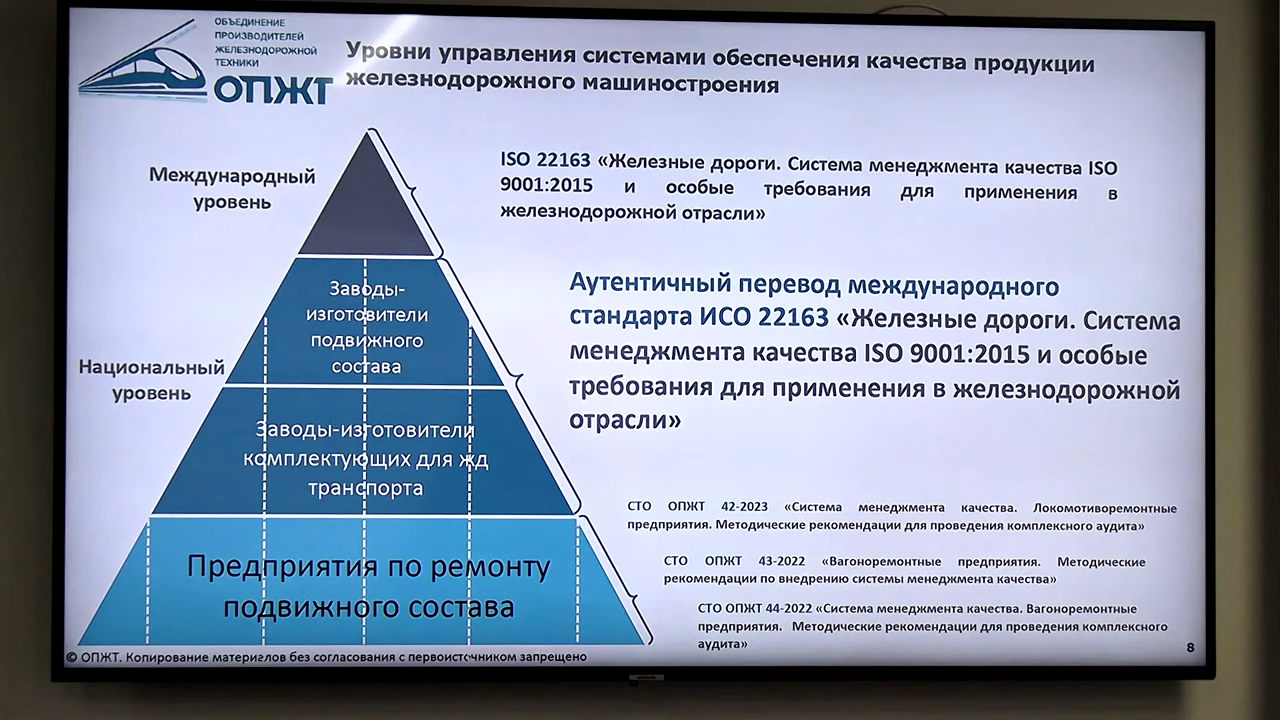 ОБЪЕДИНЕНИЕ
ПРОИЗВОДИТЕЛЕЙ
ЖЕЛЕЗНОДОРОЖНОЙ
ТЕХНИКИ
ОПЖТ
Уровни управления системами обеспечения качества продукции
железнодорожного машиностроения
Международный
уровень
ISO 22163 «Железные дороги. Система менеджмента качества ISO
9001:2015 и особые требования для применения в
железнодорожной отрасли»
Заводы-
изготовители
подвижного
состава
Национальный
уровень
Аутентичный перевод международного
стандарта ИСО 22163 «Железные дороги. Система
менеджмента качества ISO 9001:2015 и особые
требования для применения в железнодорожной
отрасли»
Заводы-изготовители
комплектующих для жд
транспорта
Предприятия по ремонту
подвижного состава
СТО ОПЖТ 42-2023 «Система менеджмента качества. Локомотиворемонтные
предприятия. Методические рекомендации для проведения комплексного аудита»
СТО ОПЖТ 43-2022 «Вагоноремонтные предприятия. Методические
рекомендации по внедрению системы менеджмента качества»
СТО ОПЖТ 44-2022 «Система менеджмента качества. Вагоноремонтные
предприятия. Методические рекомендации для проведения комплексного
аудита»
© ОПЖТ. Копирование материглов без согласования с первоисточником запрещено
8